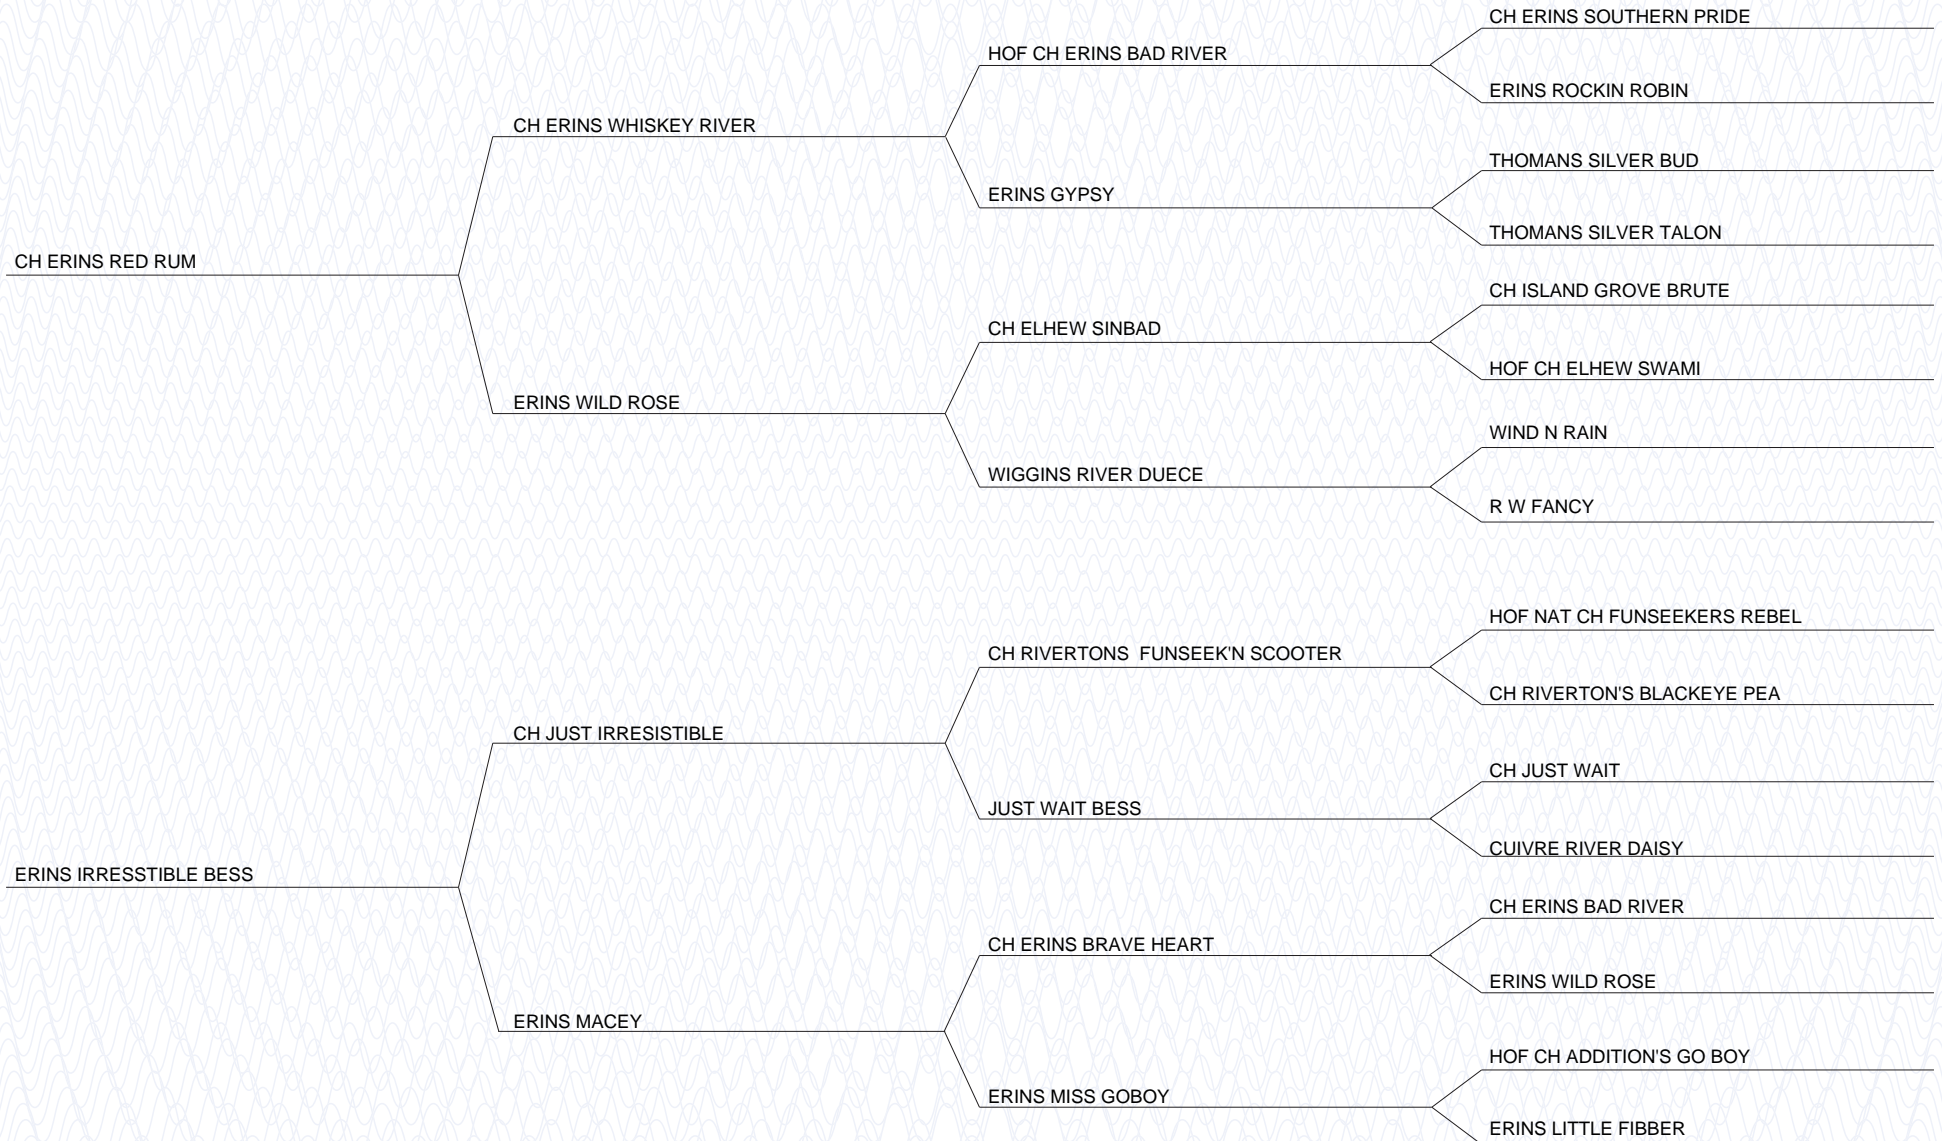 CH ERINS SOUTHERN PRIDE
HOF CH ERINS BAD RIVER
ERINS ROCKIN ROBIN
CH ERINS WHISKEY RIVER
THOMANS SILVER BUD
ERINS GYPSY
THOMANS SILVER TALON
CH ERINS RED RUM
CH ISLAND GROVE BRUTE
CH ELHEW SINBAD
HOF CH ELHEW SWAMI
ERINS WILD ROSE
WIND N RAIN
WIGGINS RIVER DUECE
R W FANCY
HOF NAT CH FUNSEEKERS REBEL
CH RIVERTONS  FUNSEEK'N SCOOTER
CH RIVERTON'S BLACKEYE PEA
CH JUST IRRESISTIBLE
CH JUST WAIT
JUST WAIT BESS
CUIVRE RIVER DAISY
ERINS IRRESSTIBLE BESS
CH ERINS BAD RIVER
CH ERINS BRAVE HEART
ERINS WILD ROSE
ERINS MACEY
HOF CH ADDITION'S GO BOY
ERINS MISS GOBOY
ERINS LITTLE FIBBER